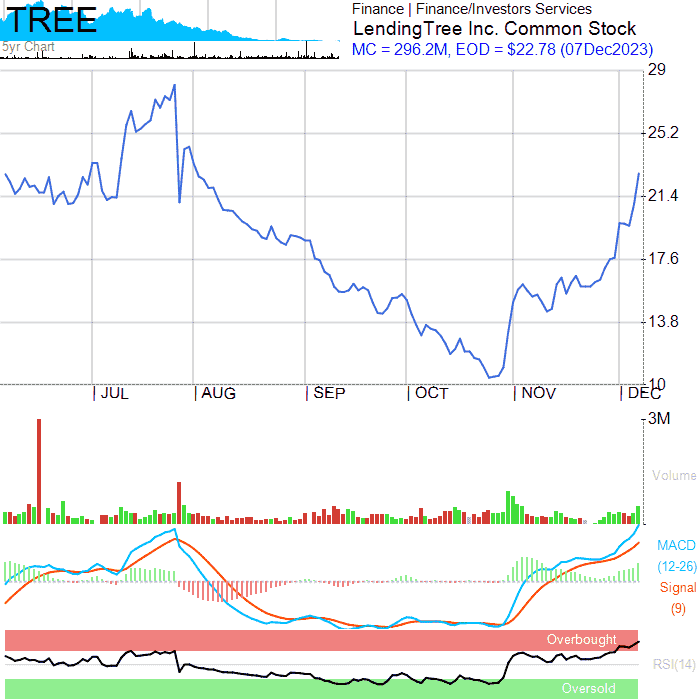 TREE
5yr Chart
Finance | Finance/Investors Services
LendingTree Inc. Common Stock
MC = 296.2M, EOD = $22.78 (07Dec2023)
29
25.2
21.4
17.6
13.8
10
JUL AUG SEP OCT NOV DEC
3M
Volume
MACD
(12-26)
Signal
(9)
Overbought
RSI(14)
Oversold